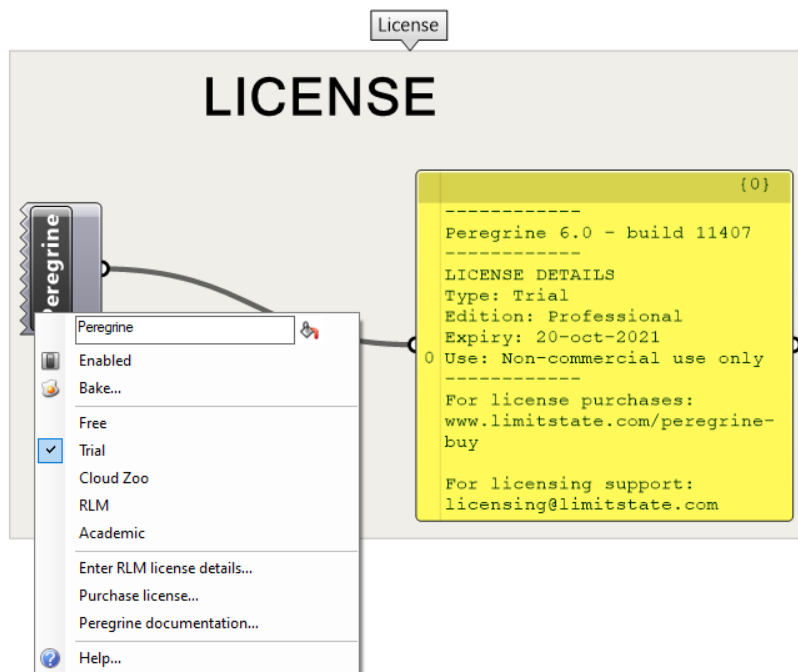 License
LICENSE
Peregrine
{0}
------------
Peregrine 6.0 - build 11407
------------
LICENSE DETAILS
Type: Trial
Edition: Professional
Expiry: 20-oct-2021
0 Use: Non-commercial use only
------------
For license purchases:
www.limitstate.com/peregrine-
buy
For licensing support:
licensing@limitstate.com
Peregrine
Enabled
Bake...
Free
Trial
Cloud Zoo
RLM
Academic
Enter RLM license details...
Purchase license...
Peregrine documentation...
Help...